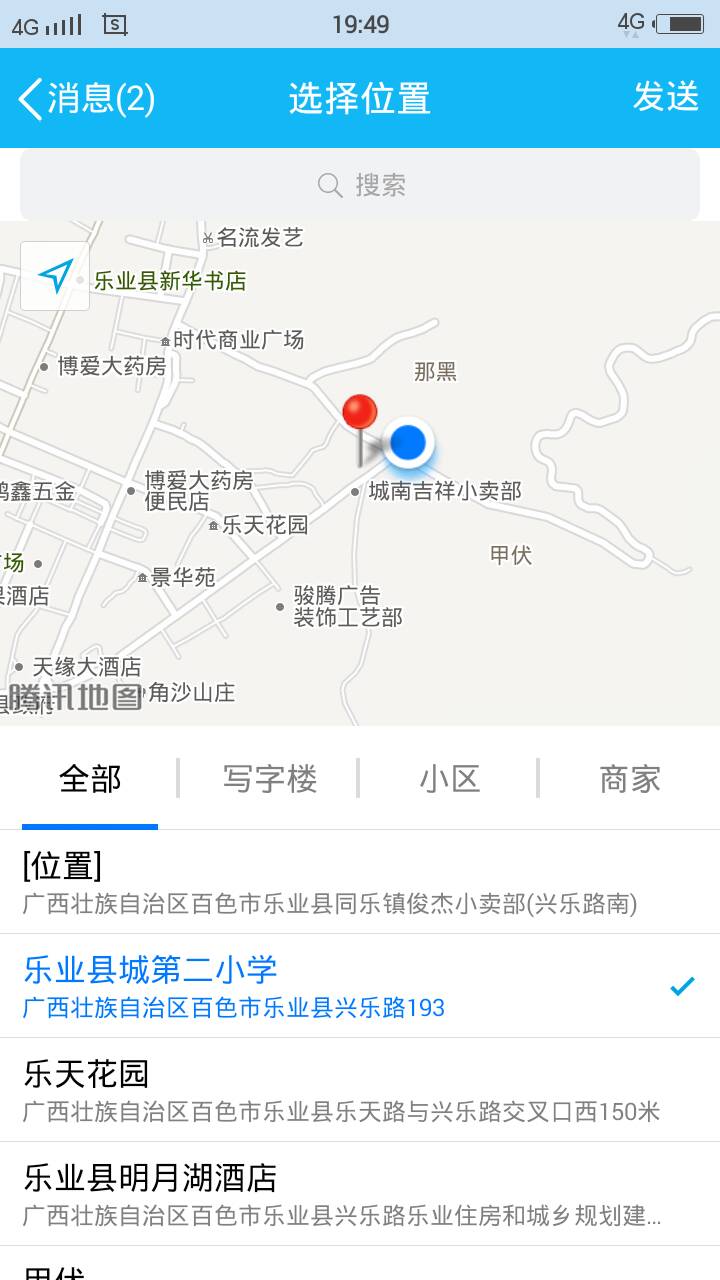 4G
19:49
4G
消息(2)
选择位置
发送
搜索
名流发艺
乐业县新华书店
时代商业广场
博爱大药房
那黑
博爱大药房
便民店
鑫五金
城南吉祥小卖部
乐天花园
甲伏
场
景华苑
酒店
骏腾广告
装饰工艺部
天缘大酒店
腾讯地图
角沙山庄
全部
写字楼
小区
商家
[位置]
广西壮族自治区百色市乐业县同乐镇俊杰小卖部(兴乐路南)
乐业县城第二小学
广西壮族自治区百色市乐业县兴乐路193
乐天花园
广西壮族自治区百色市乐业县乐天路与兴乐路交叉口西150米
乐业县明月湖酒店
广西壮族自治区百色市乐业县兴乐路乐业住房和城乡规划建...
甲伏